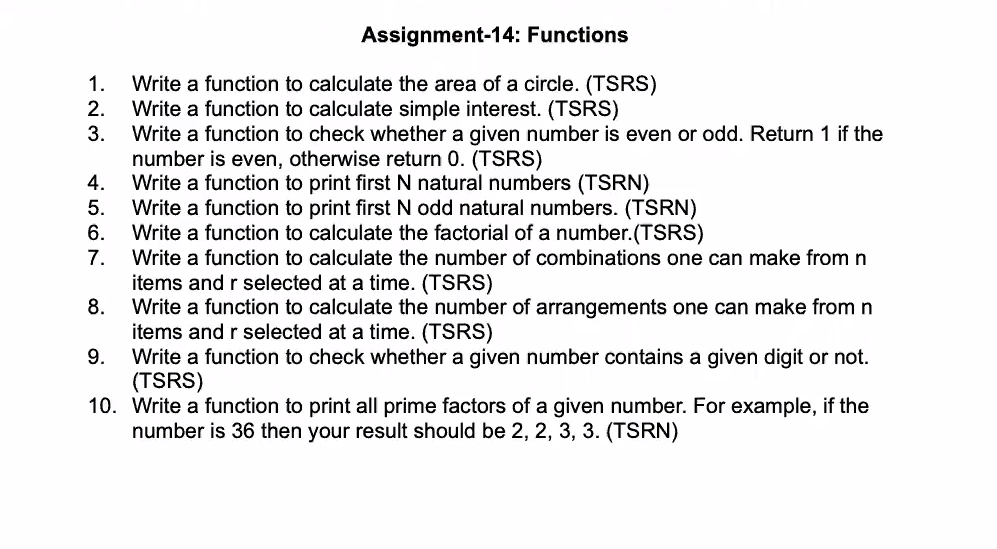 Assignment-14: Functions
1. Write a function to calculate the area of a circle. (TSRS)
2. Write a function to calculate simple interest. (TSRS)
3. Write a function to check whether a given number is even or odd. Return 1 if the
number is even, otherwise return 0. (TSRS)
4. Write a function to print first N natural numbers (TSRN)
5. Write a function to print first N odd natural numbers. (TSRN)
6. Write a function to calculate the factorial of a number.(TSRS)
7. Write a function to calculate the number of combinations one can make from n
items and r selected at a time. (TSRS)
8. Write a function to calculate the number of arrangements one can make from n
items and r selected at a time. (TSRS)
9. Write a function to check whether a given number contains a given digit or not.
(TSRS)
10. Write a function to print all prime factors of a given number. For example, if the
number is 36 then your result should be 2, 2, 3, 3. (TSRN)